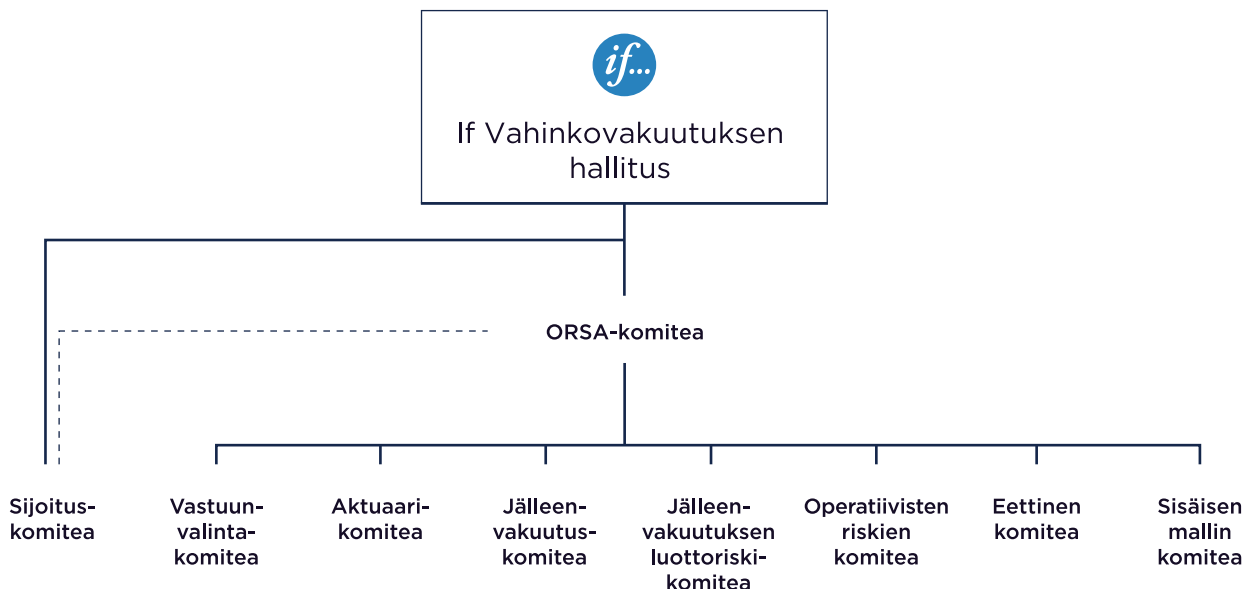 if...
If Vahinkovakuutuksen
hallitus
ORSA-komitea
Sijoitus-
komitea
Vastuun-
valinta-
komitea
Aktuaari-
komitea
Jälleen-
vakuutus-
komitea
Jälleen-
vakuutuksen
luottoriski-
komitea
Operatiivisten
riskien
komitea
Eettinen
komitea
Sisäisen
mallin
komitea